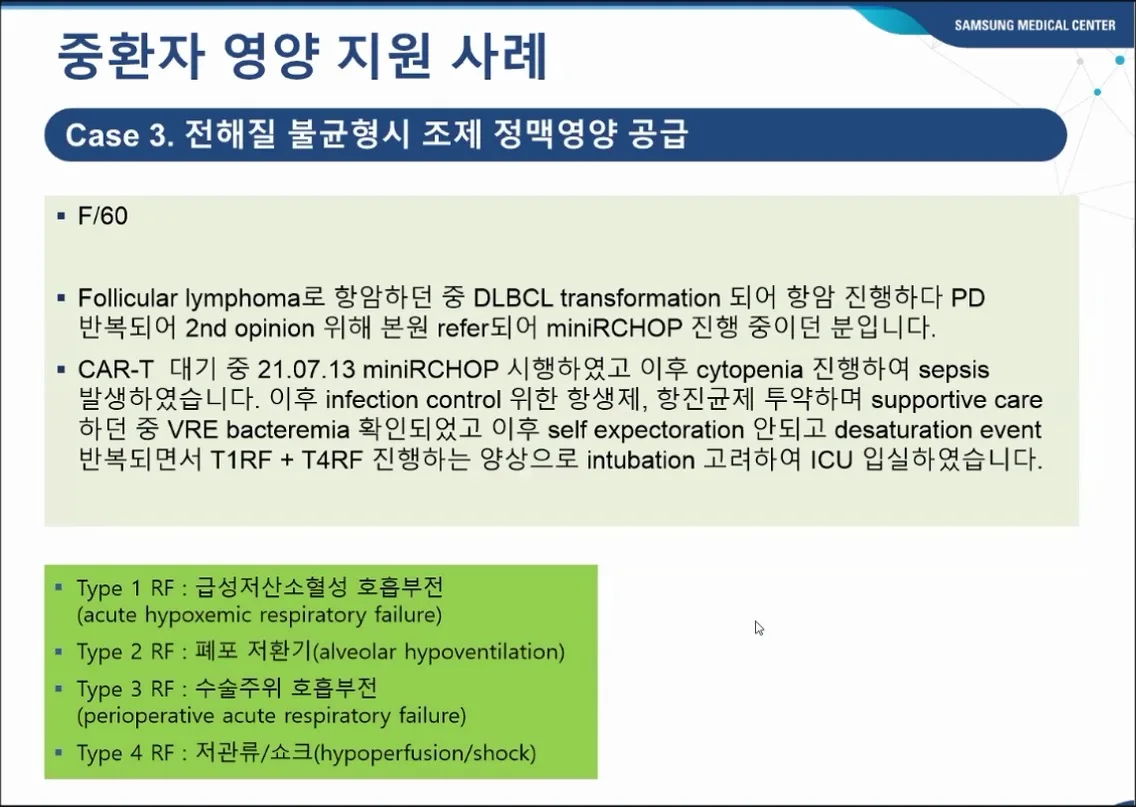 SAMSUNG MEDICAL CENTER
중환자 영양 지원 사례
Case 3. 전해질 불균형시 조제 정맥영양 공급
▪ F/60
▪ Follicular lymphoma로 항암하던 중 DLBCL transformation 되어 항암 진행하다 PD
반복되어 2nd opinion 위해 본원 refer되어 miniRCHOP 진행 중이던 분입니다.
▪ CAR-T 대기 중 21.07.13 miniRCHOP 시행하였고 이후 cytopenia 진행하여 sepsis
발생하였습니다. 이후 infection control 위한 항생제, 항진균제 투약하며 supportive care
하던 중 VRE bacteremia 확인되었고 이후 self expectoration 안되고 desaturation event
반복되면서 T1RF + T4RF 진행하는 양상으로 intubation 고려하여 ICU 입실하였습니다.
▪ Type 1 RF : 급성저산소혈성 호흡부전
(acute hypoxemic respiratory failure)
▪ Type 2 RF : 폐포 저환기(alveolar hypoventilation)
▪ Type 3 RF : 수술주위 호흡부전
(perioperative acute respiratory failure)
▪ Type 4 RF : 저관류/쇼크(hypoperfusion/shock)